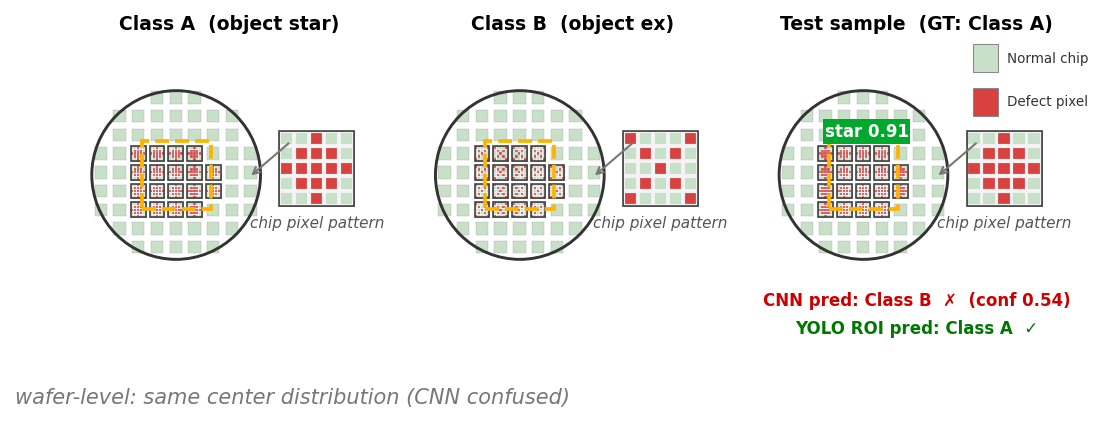 Class A  (object star)
Class B  (object ex)
Test sample  (GT: Class A)
Normal chip
Defect pixel
star 0.91
chip pixel pattern
chip pixel pattern
chip pixel pattern
CNN pred: Class B ✗ (conf 0.54)
YOLO ROI pred: Class A ✓
wafer-level: same center distribution (CNN confused)